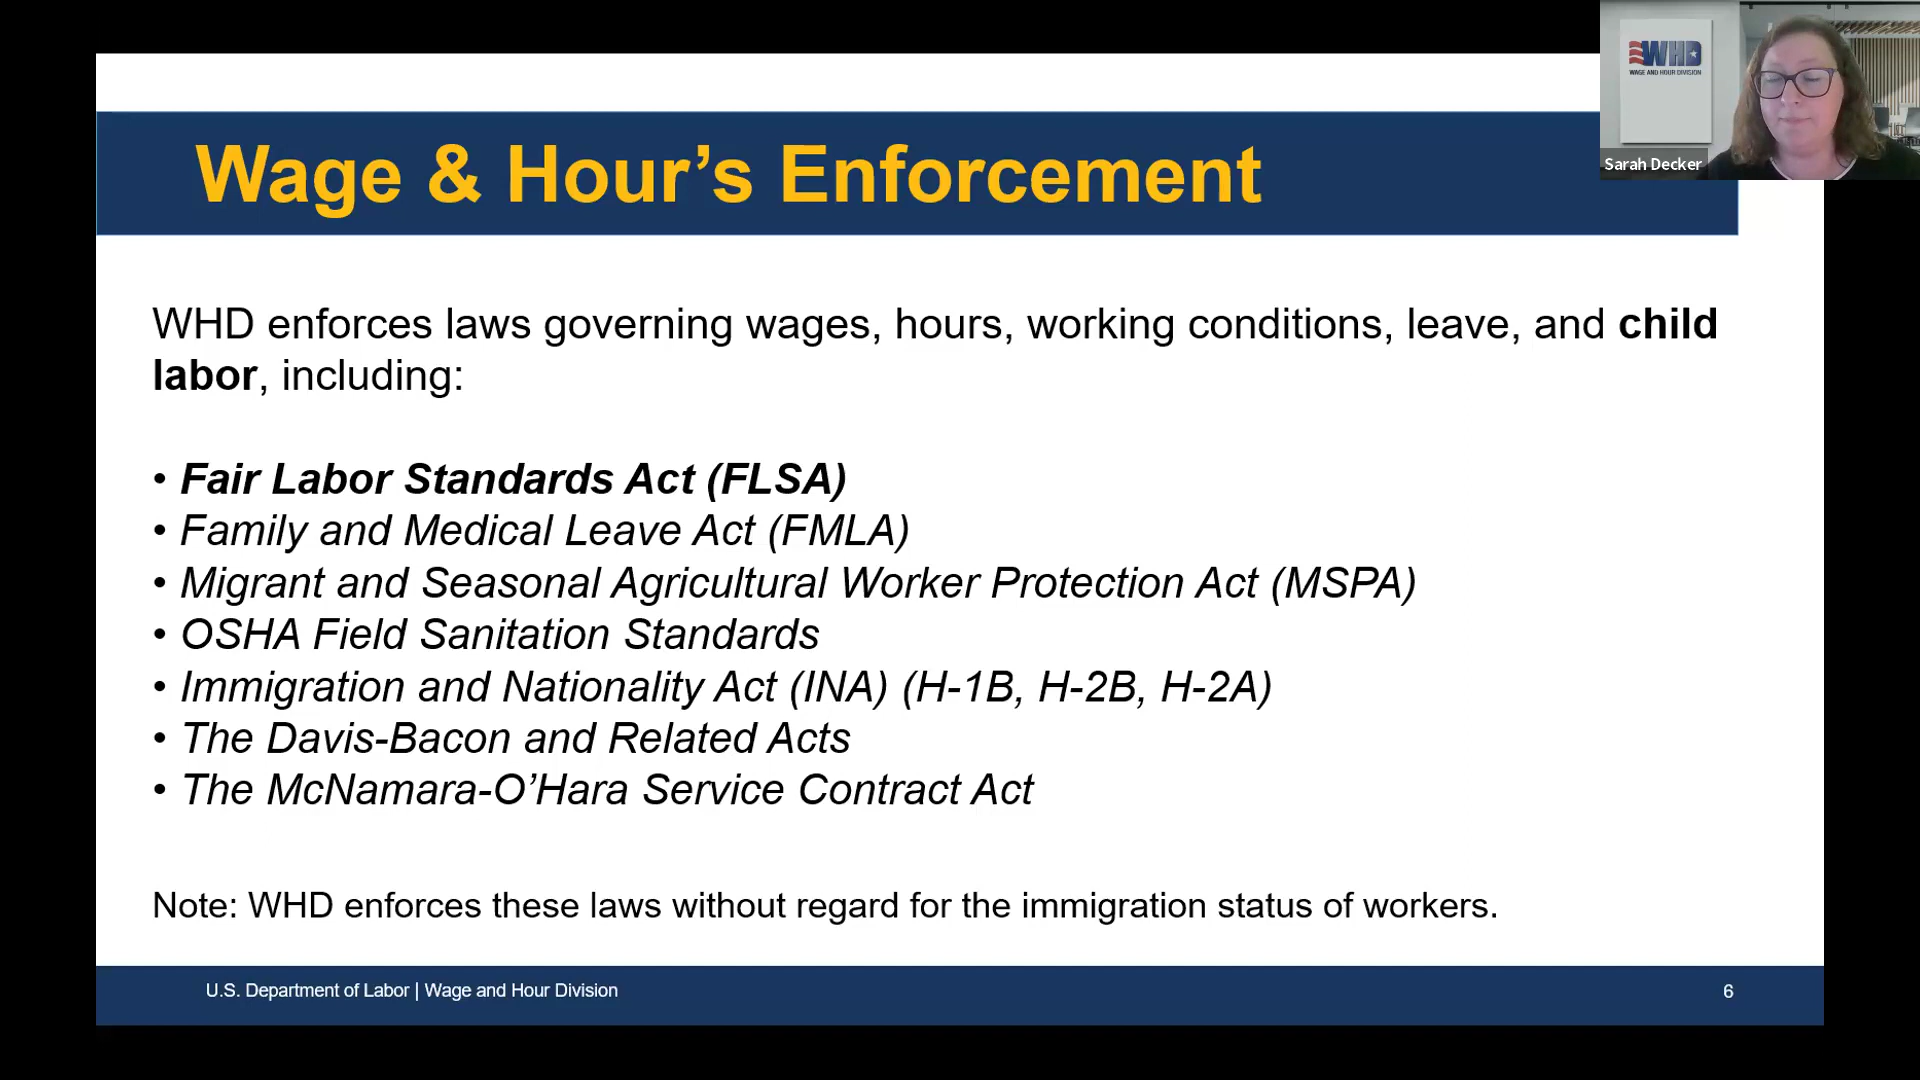 WHD
WAGE AND HOUR DIVISION
Sarah Decker
Wage & Hour’s Enforcement
WHD enforces laws governing wages, hours, working conditions, leave, and child
labor, including:
• Fair Labor Standards Act (FLSA)
• Family and Medical Leave Act (FMLA)
• Migrant and Seasonal Agricultural Worker Protection Act (MSPA)
• OSHA Field Sanitation Standards
• Immigration and Nationality Act (INA) (H-1B, H-2B, H-2A)
• The Davis-Bacon and Related Acts
• The McNamara-O’Hara Service Contract Act
Note: WHD enforces these laws without regard for the immigration status of workers.
U.S. Department of Labor | Wage and Hour Division
6